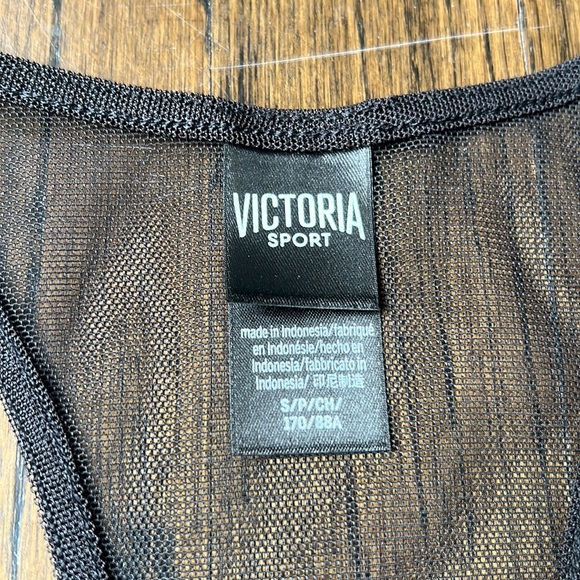 VICTORIA
SPORT
made in Indonesia/fabriqué
en Indonésie/hecho en
Indonesia/fabbricato in
Indonesia/ 印尼制造
S/P/CH/
170/88A